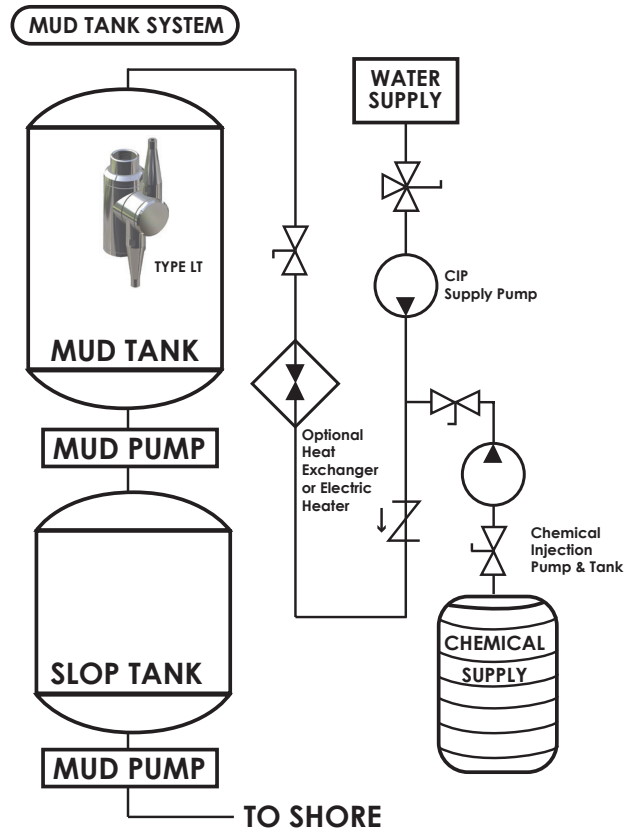 MUD TANK SYSTEM
WATER
SUPPLY
TYPE LT
MUD TANK
CIP
Supply Pump
MUD PUMP
Optional
Heat
Exchanger
or Electric
Heater
Chemical
Injection
Pump & Tank
CHEMICAL
SUPPLY
SLOP TANK
MUD PUMP
TO SHORE